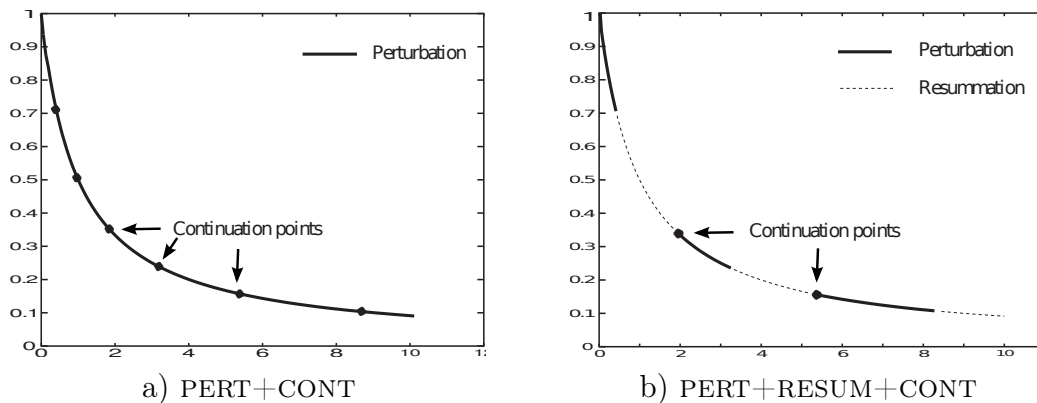 1
0.9
0.8
0.7
0.6
0.5
0.4
0.3
0.2
0.1
0
0 2 4 6 8 10 12
Perturbation
Continuation points
a) PERT+CONT
1
0.9
0.8
0.7
0.6
0.5
0.4
0.3
0.2
0.1
0
0 2 4 6 8 10
Perturbation
Resummation
Continuation points
b) PERT+RESUM+CONT